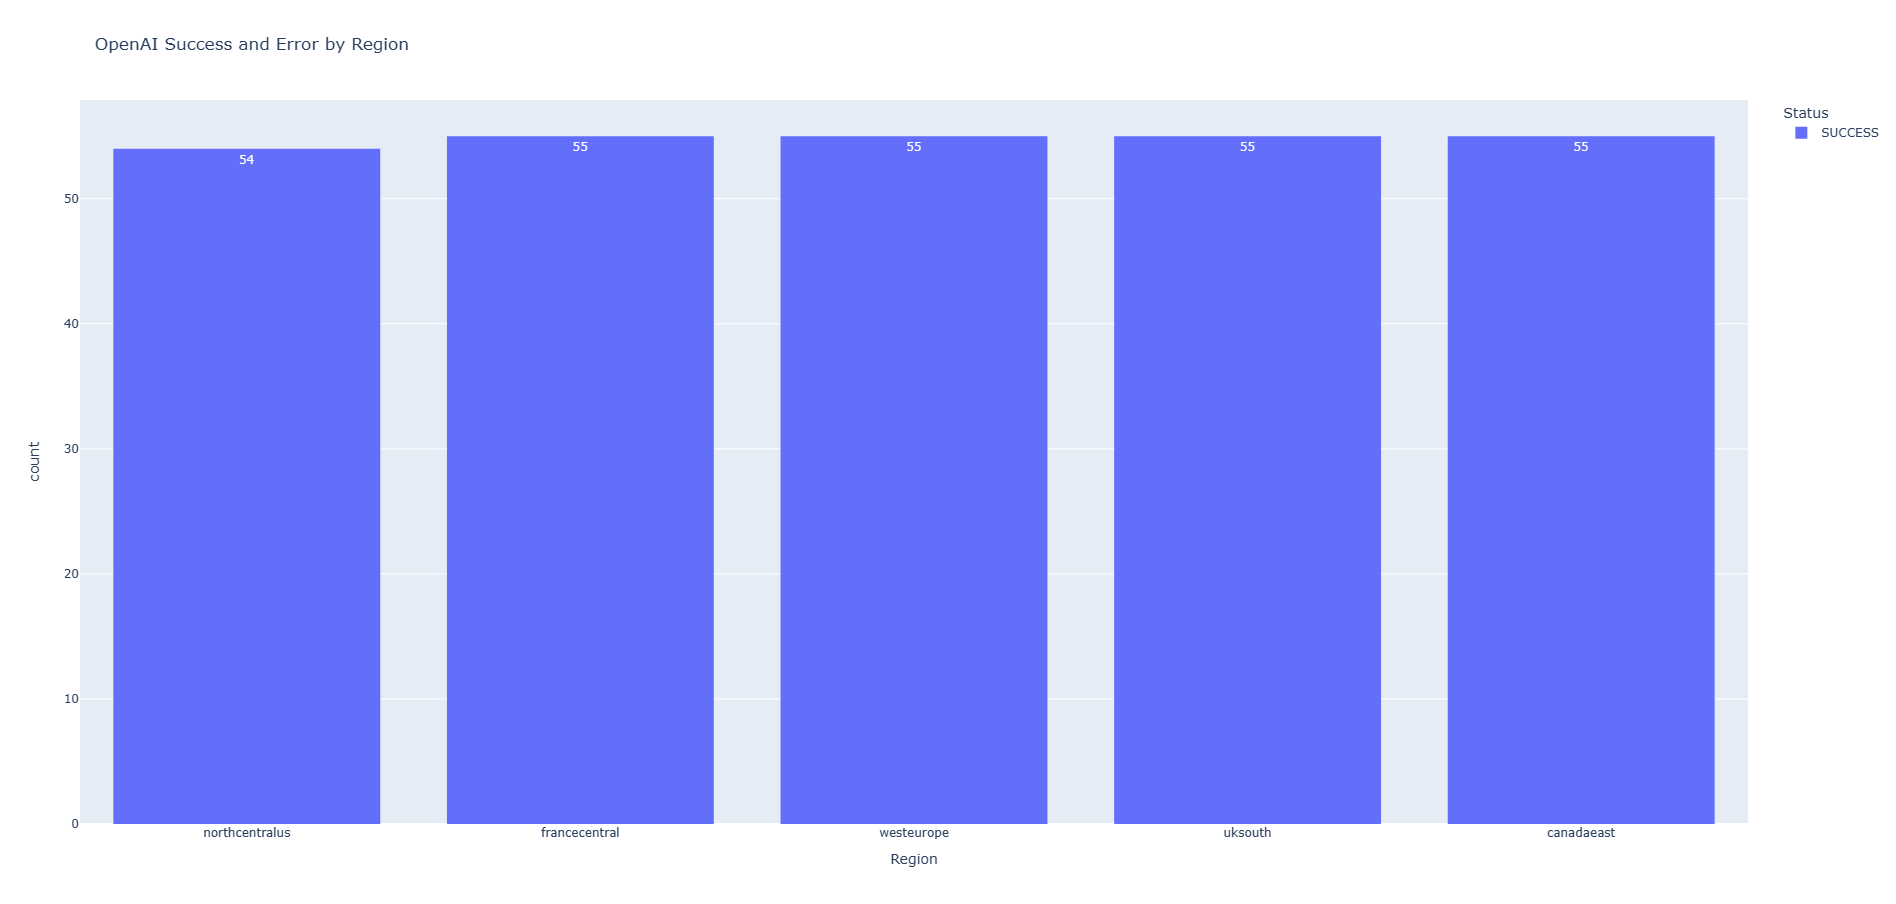 OpenAI Success and Error by Region
Status
SUCCESS
54
55
55
55
55
50
40
30
20
10
0
count
northcentralus
francecentral
westeurope
uksouth
canadaeast
Region